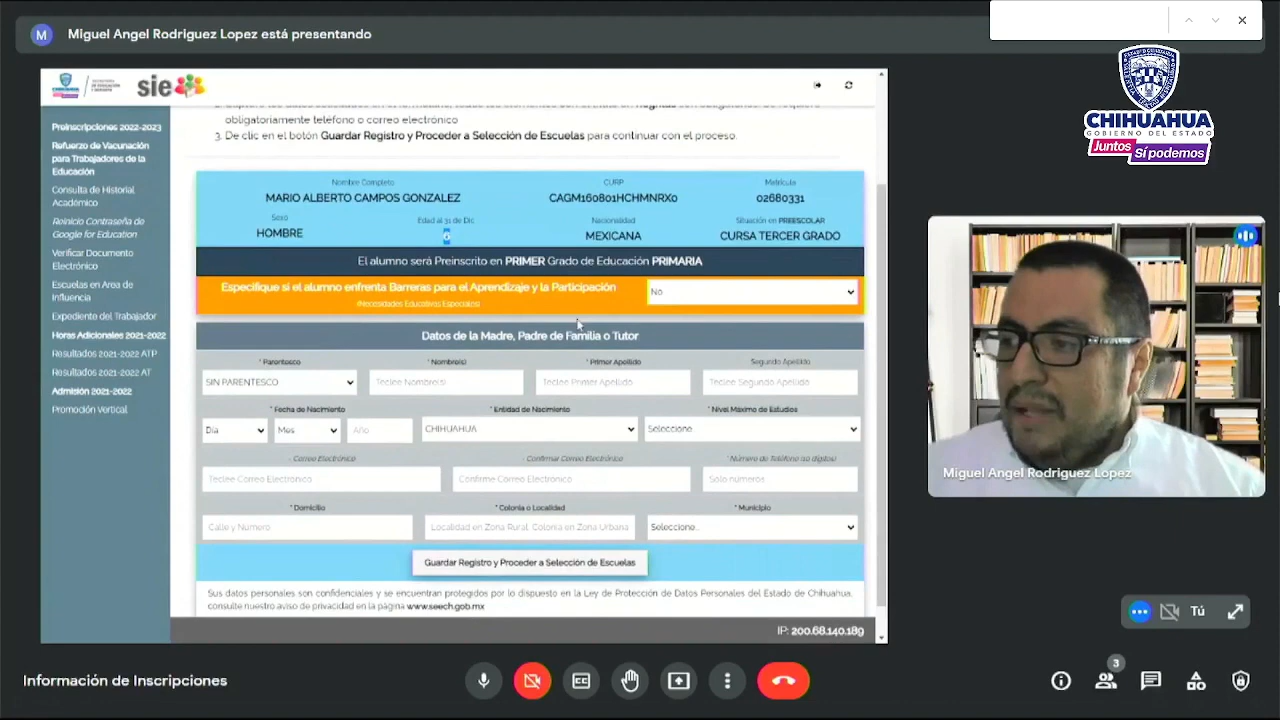 M Miguel Angel Rodriguez Lopez está presentando
CHIHUAHUA
GOBIERNO DEL ESTADO
Juntos Sí podemos
CHIHUAHUA
sie
obligatoriamente teléfono o correo electrónico
3. De clic en el botón Guardar Registro y Proceder a Selección de Escuelas para continuar con el proceso.
Preinscripciones 2022-2023
Refuerzo de Vacunación
para Trabajadores de la
Educación
Consulta de Historial
Académico
Reinicio Contraseña de
Google for Education
Verificar Documento
Electrónico
Escuelas en Area de
Influencia
Expediente del Trabajador
Horas Adicionales 2021-2022
Resultados 2021-2022 ATP
Resultados 2021-2022 AT
Admisión 2021-2022
Promoción Vertical
Nombre Completo CURP Matrícula
MARIO ALBERTO CAMPOS GONZALEZ CAGM160801HCHMNRX0 02680331
Sexo Edad al 31 de Dic Nacionalidad Situación en PREESCOLAR
HOMBRE 6 MEXICANA CURSA TERCER GRADO
El alumno será Preinscrito en PRIMER Grado de Educación PRIMARIA
Especifique si el alumno enfrenta Barreras para el Aprendizaje y la Participación No
(Necesidades Educativas Especiales)
Datos de la Madre, Padre de Familia o Tutor
* Parentesco * Nombre(s) * Primer Apellido Segundo Apellido
SIN PARENTESCO Teclee Nombre(s) Teclee Primer Apellido Teclee Segundo Apellido
* Fecha de Nacimiento * Entidad de Nacimiento * Nivel Máximo de Estudios
Día Mes Año CHIHUAHUA Seleccione
- Correo Electrónico - Confirmar Correo Electrónico * Número de Teléfono (10 dígitos)
Teclee Correo Electrónico Confirme Correo Electrónico Solo números
* Domicilio * Colonia o Localidad * Municipio
Calle y Número Localidad en Zona Rural, Colonia en Zona Urbana Seleccione...
Guardar Registro y Proceder a Selección de Escuelas
Sus datos personales son confidenciales y se encuentran protegidos por lo dispuesto en la Ley de Protección de Datos Personales del Estado de Chihuahua,
consulte nuestro aviso de privacidad en la página www.seech.gob.mx
IP: 200.68.140.189
Miguel Angel Rodriguez Lopez
Tú
Información de Inscripciones
CC
3